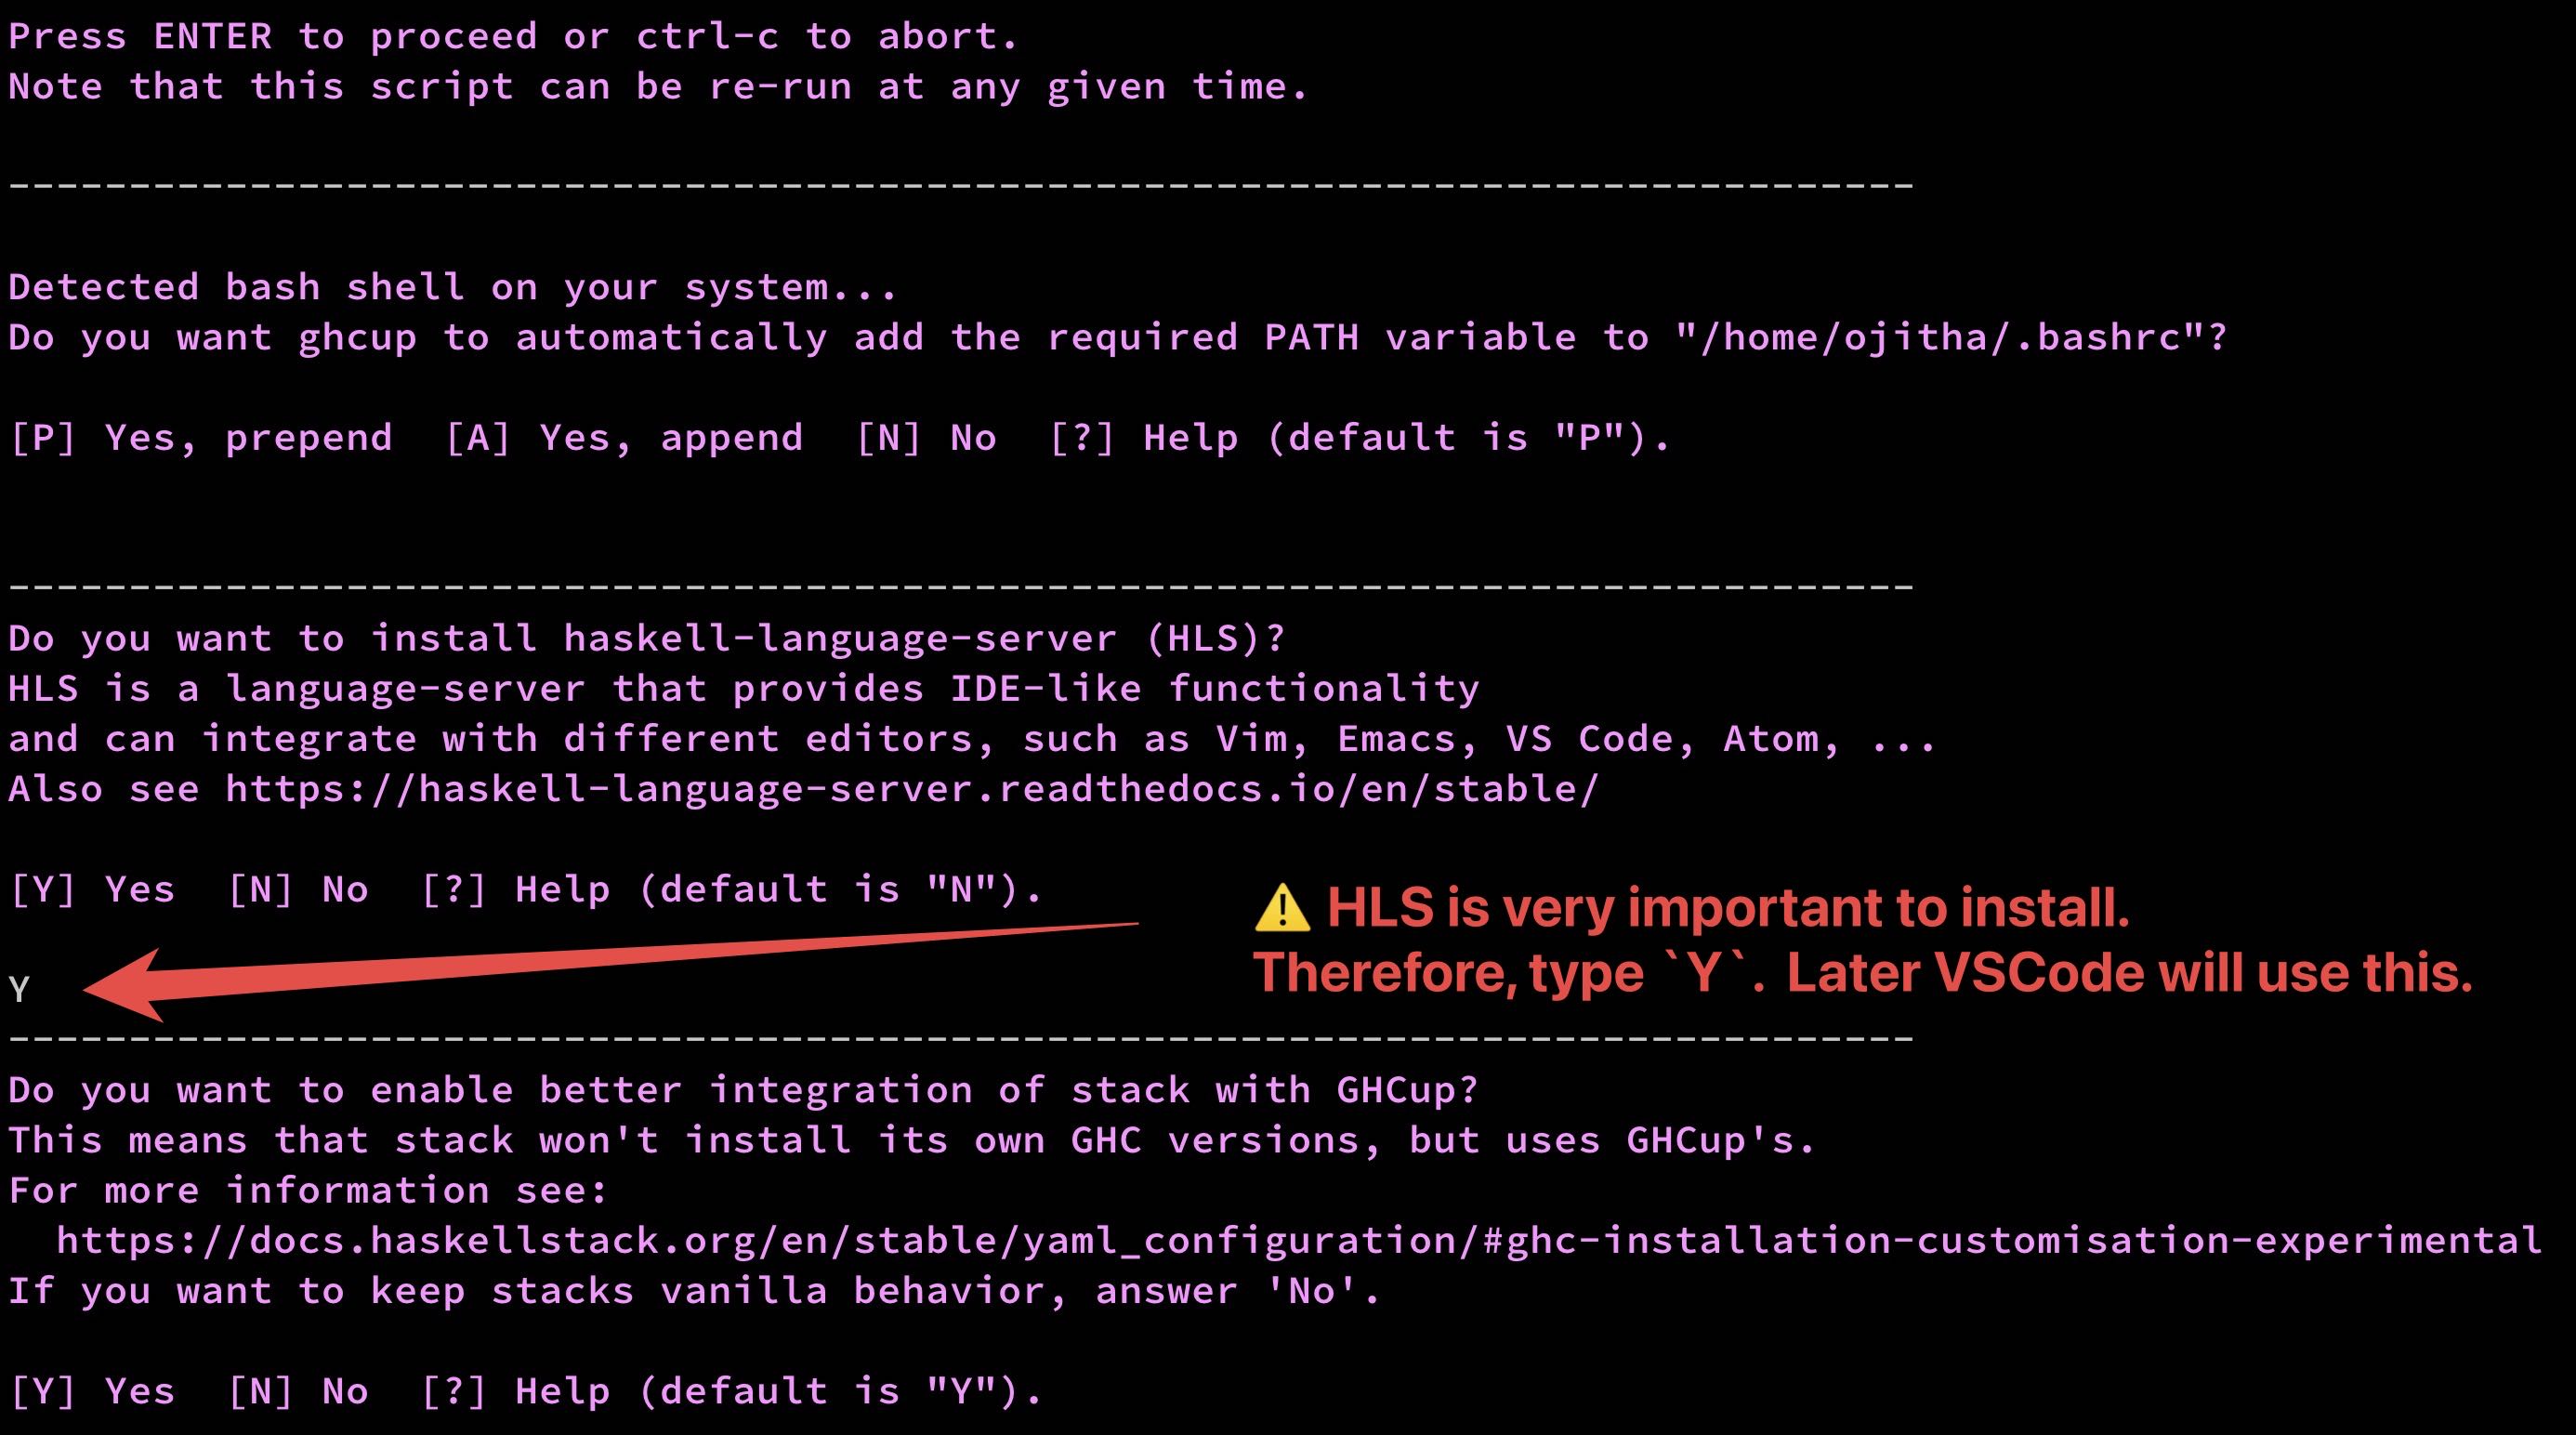 Press ENTER to proceed or ctrl-c to abort.
Note that this script can be re-run at any given time.
-------------------------------------------------------------------------------
Detected bash shell on your system...
Do you want ghcup to automatically add the required PATH variable to "/home/ojitha/.bashrc"?
[P] Yes, prepend  [A] Yes, append  [N] No  [?] Help (default is "P").
-------------------------------------------------------------------------------
Do you want to install haskell-language-server (HLS)?
HLS is a language-server that provides IDE-like functionality
and can integrate with different editors, such as Vim, Emacs, VS Code, Atom, ...
Also see https://haskell-language-server.readthedocs.io/en/stable/
[Y] Yes  [N] No  [?] Help (default is "N").
⚠️ HLS is very important to install.
Therefore, type `Y`. Later VSCode will use this.
Y
-------------------------------------------------------------------------------
Do you want to enable better integration of stack with GHCup?
This means that stack won't install its own GHC versions, but uses GHCup's.
For more information see:
  https://docs.haskellstack.org/en/stable/yaml_configuration/#ghc-installation-customisation-experimental
If you want to keep stacks vanilla behavior, answer 'No'.
[Y] Yes  [N] No  [?] Help (default is "Y").